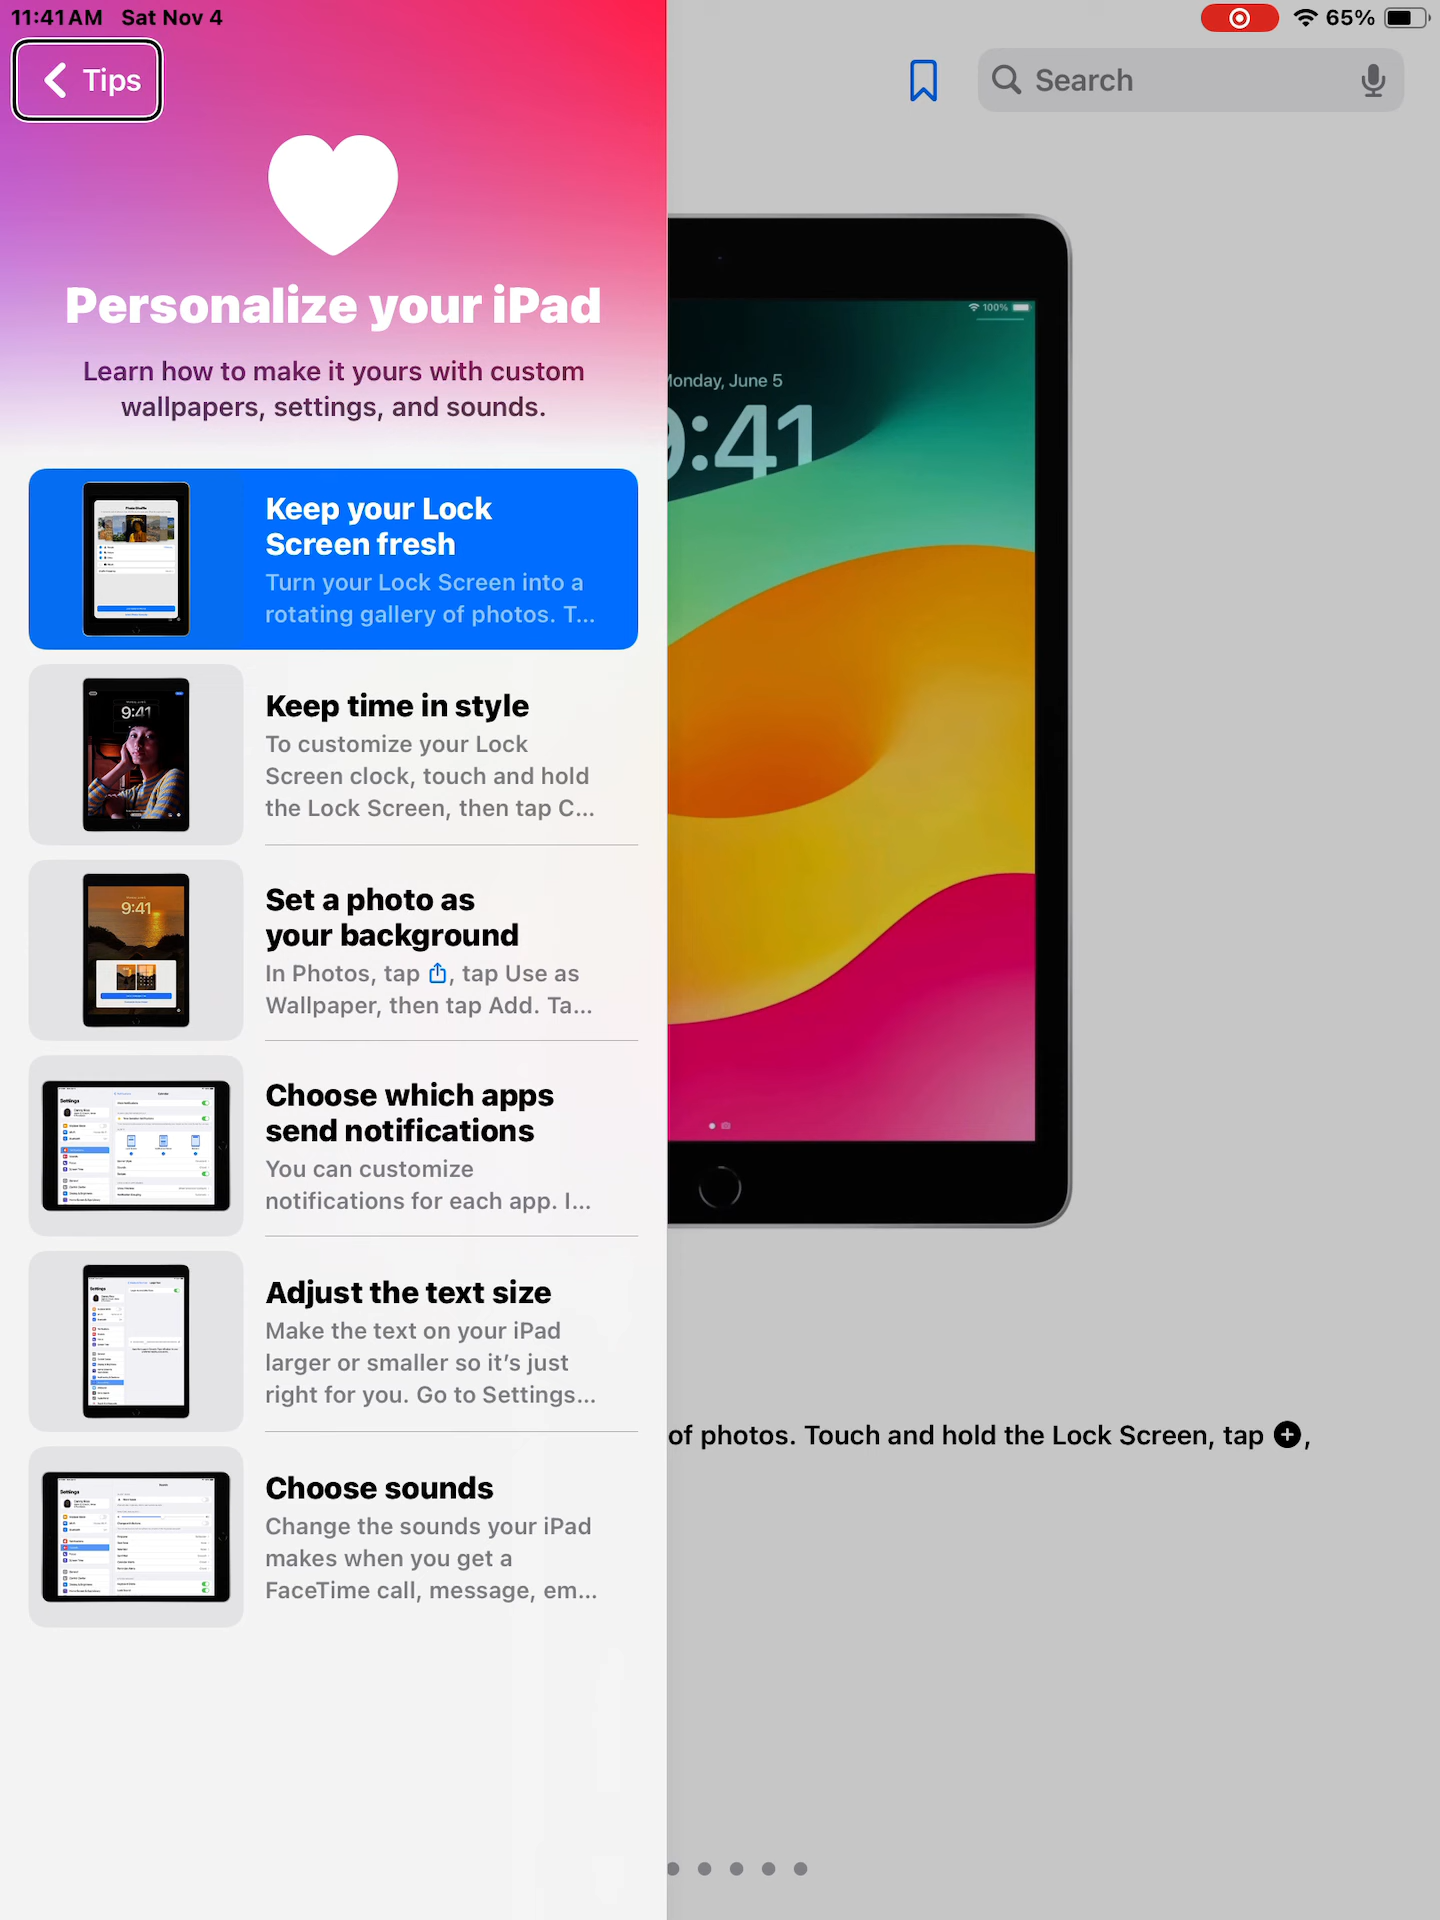 11:41 AM Sat Nov 4
65%
Tips
Search
Personalize your iPad
Learn how to make it yours with custom
wallpapers, settings, and sounds.
Keep your Lock
Screen fresh
Turn your Lock Screen into a
rotating gallery of photos. T...
Keep time in style
To customize your Lock
Screen clock, touch and hold
the Lock Screen, then tap C...
Set a photo as
your background
In Photos, tap , tap Use as
Wallpaper, then tap Add. Ta...
Choose which apps
send notifications
You can customize
notifications for each app. I...
Adjust the text size
Make the text on your iPad
larger or smaller so it’s just
right for you. Go to Settings...
Choose sounds
Change the sounds your iPad
makes when you get a
FaceTime call, message, em...
9:41
9:41
Settings
Settings
Settings
100%
Monday, June 5
9:41
of photos. Touch and hold the Lock Screen, tap ,